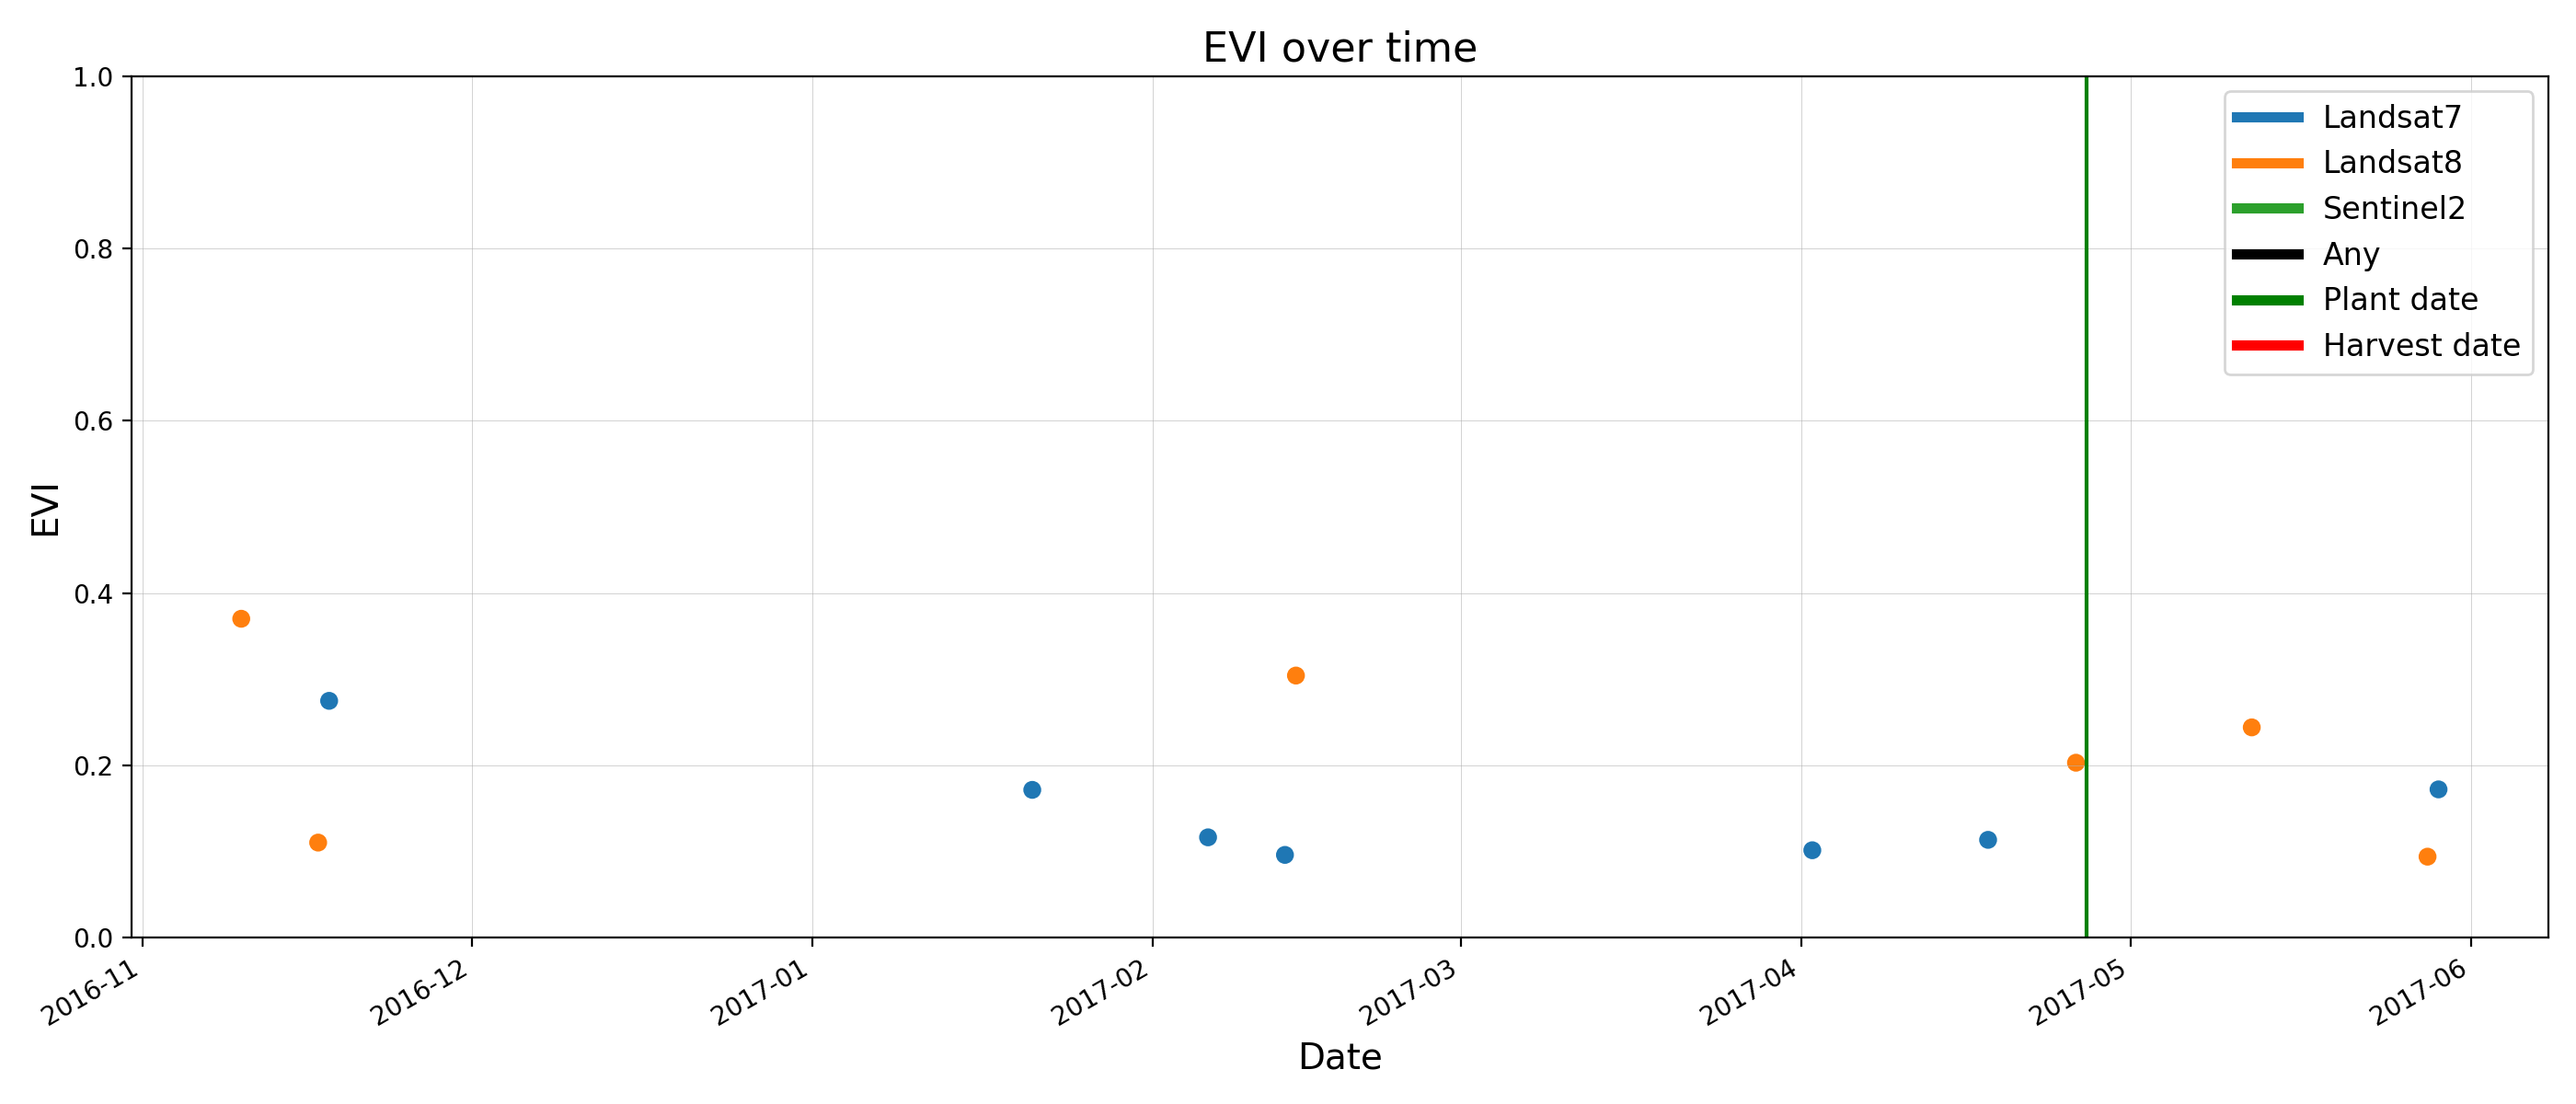 EVI over time
1.0
0.8
0.6
0.4
0.2
0.0
EVI
Landsat7
Landsat8
Sentinel2
Any
Plant date
Harvest date
2016-11
2016-12
2017-01
2017-02
2017-03
2017-04
2017-05
2017-06
Date